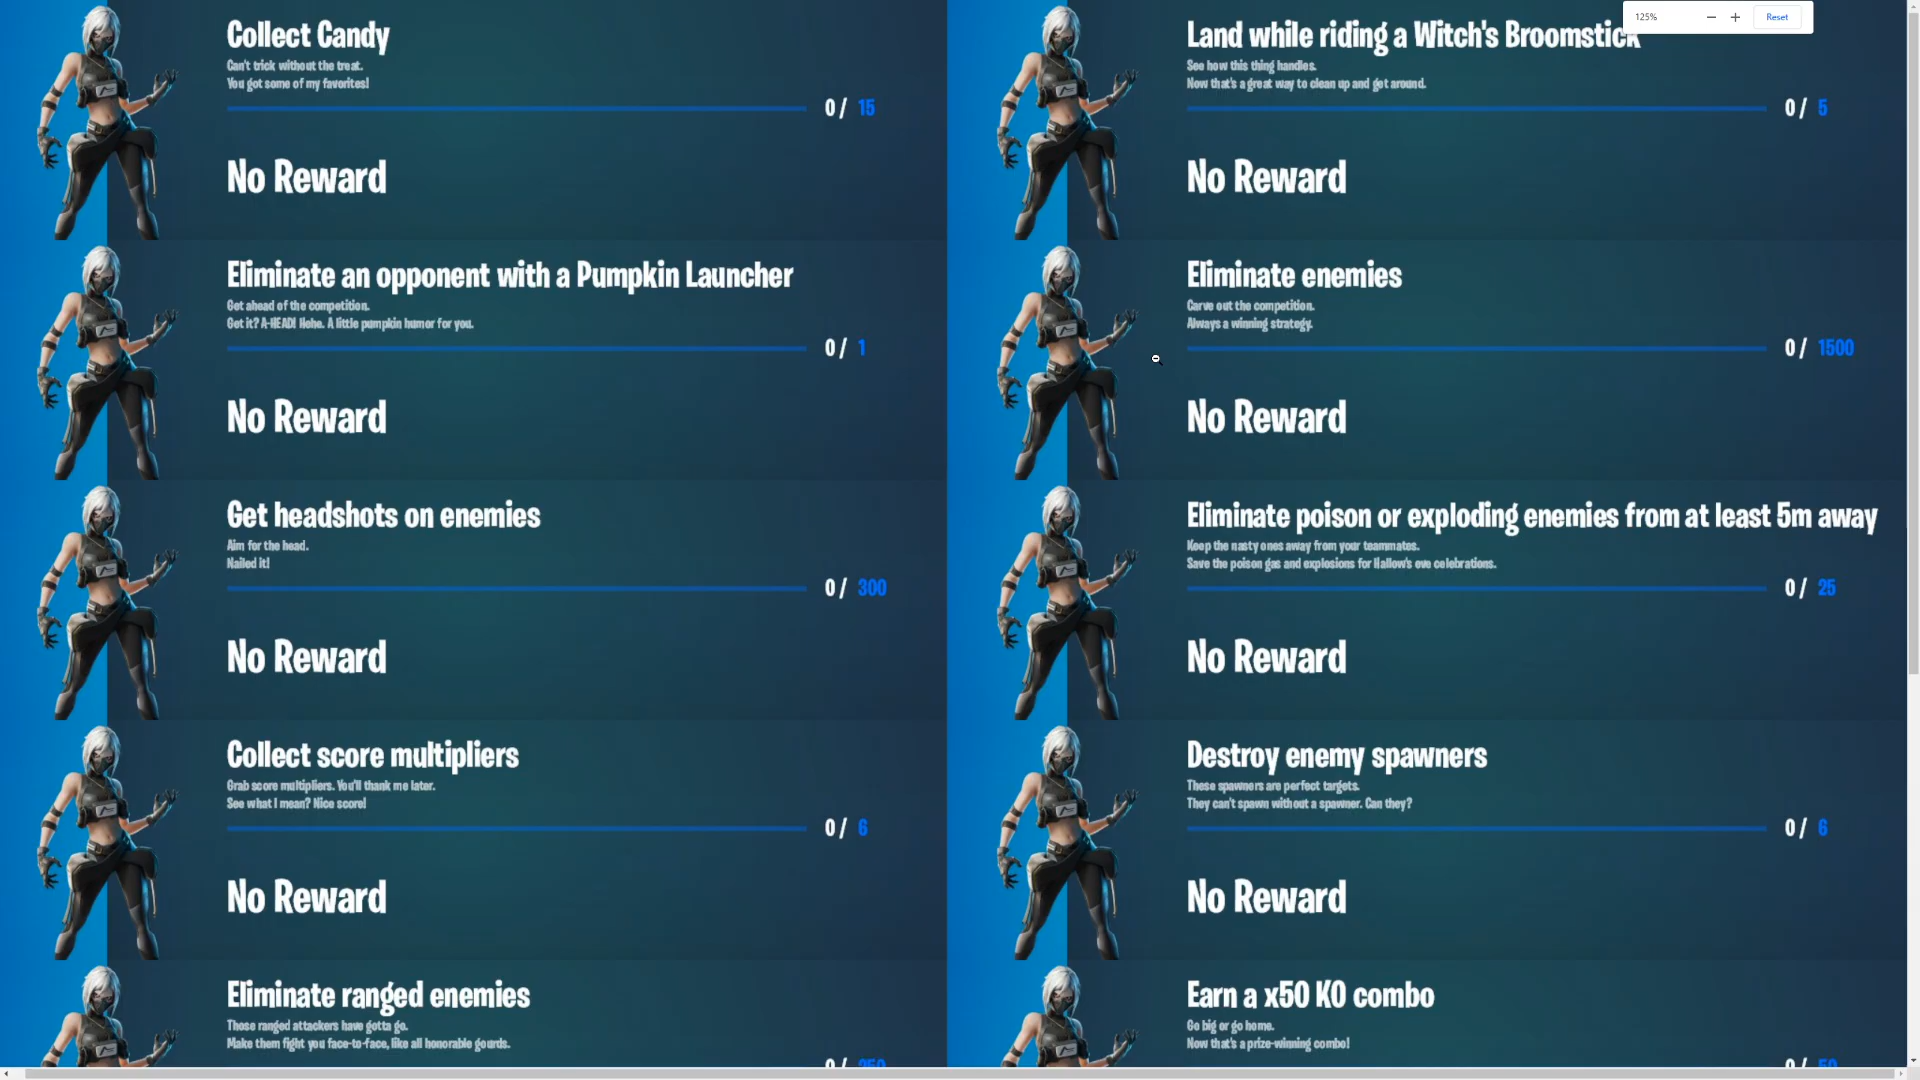 125%
Reset
Collect Candy
Can't trick without the treat.
You got some of my favorites!
0 / 15
No Reward
Land while riding a Witch's Broomstick
See how this thing handles.
Now that's a great way to clean up and get around.
0 / 5
No Reward
Eliminate an opponent with a Pumpkin Launcher
Get ahead of the competition.
Get it? A-HEAD! Hehe. A little pumpkin humor for you.
0 / 1
No Reward
Eliminate enemies
Carve out the competition.
Always a winning strategy.
0 / 1500
No Reward
Get headshots on enemies
Aim for the head.
Nailed it!
0 / 300
No Reward
Eliminate poison or exploding enemies from at least 5m away
Keep the nasty ones away from your teammates.
Save the poison gas and explosions for Hallow's eve celebrations.
0 / 25
No Reward
Collect score multipliers
Grab score multipliers. You'll thank me later.
See what I mean? Nice score!
0 / 6
No Reward
Destroy enemy spawners
These spawners are perfect targets.
They can't spawn without a spawner. Can they?
0 / 6
No Reward
Eliminate ranged enemies
Those ranged attackers have gotta go.
Make them fight you face-to-face, like all honorable gourds.
Earn a x50 KO combo
Go big or go home.
Now that's a prize-winning combo!